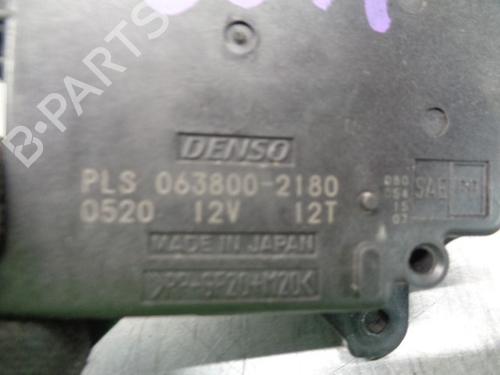 B-PARTS
DENSO
PLS 063800-2180
0520 12V 12T
MADE IN JAPAN
>PP-GF20+M20<